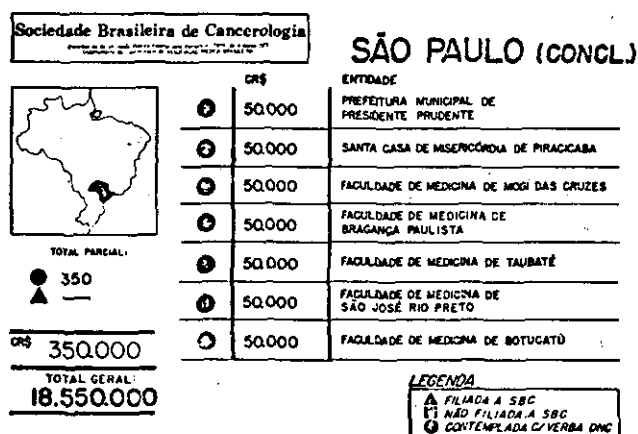 Sociedade Brasileira de Cancerologia
SÃO PAULO (CONCL.)
CR$ ENTIDADE
50.000 PREFEITURA MUNICIPAL DE
PRESIDENTE PRUDENTE
50.000 SANTA CASA DE MISERICÓRDIA DE PIRACICABA
50.000 FACULDADE DE MEDICINA DE MOGI DAS CRUZES
50.000 FACULDADE DE MEDICINA DE
BRAGANÇA PAULISTA
50.000 FACULDADE DE MEDICINA DE TAUBATÉ
50.000 FACULDADE DE MEDICINA DE
SÃO JOSÉ RIO PRETO
50.000 FACULDADE DE MEDICINA DE BOTUCATÚ
TOTAL PARCIAL:
350
—
CR$ 350.000
TOTAL GERAL:
18.550.000
LEGENDA
FILIADA A SBC
NÃO FILIADA A SBC
CONTEMPLADA C/ VERBA DNC